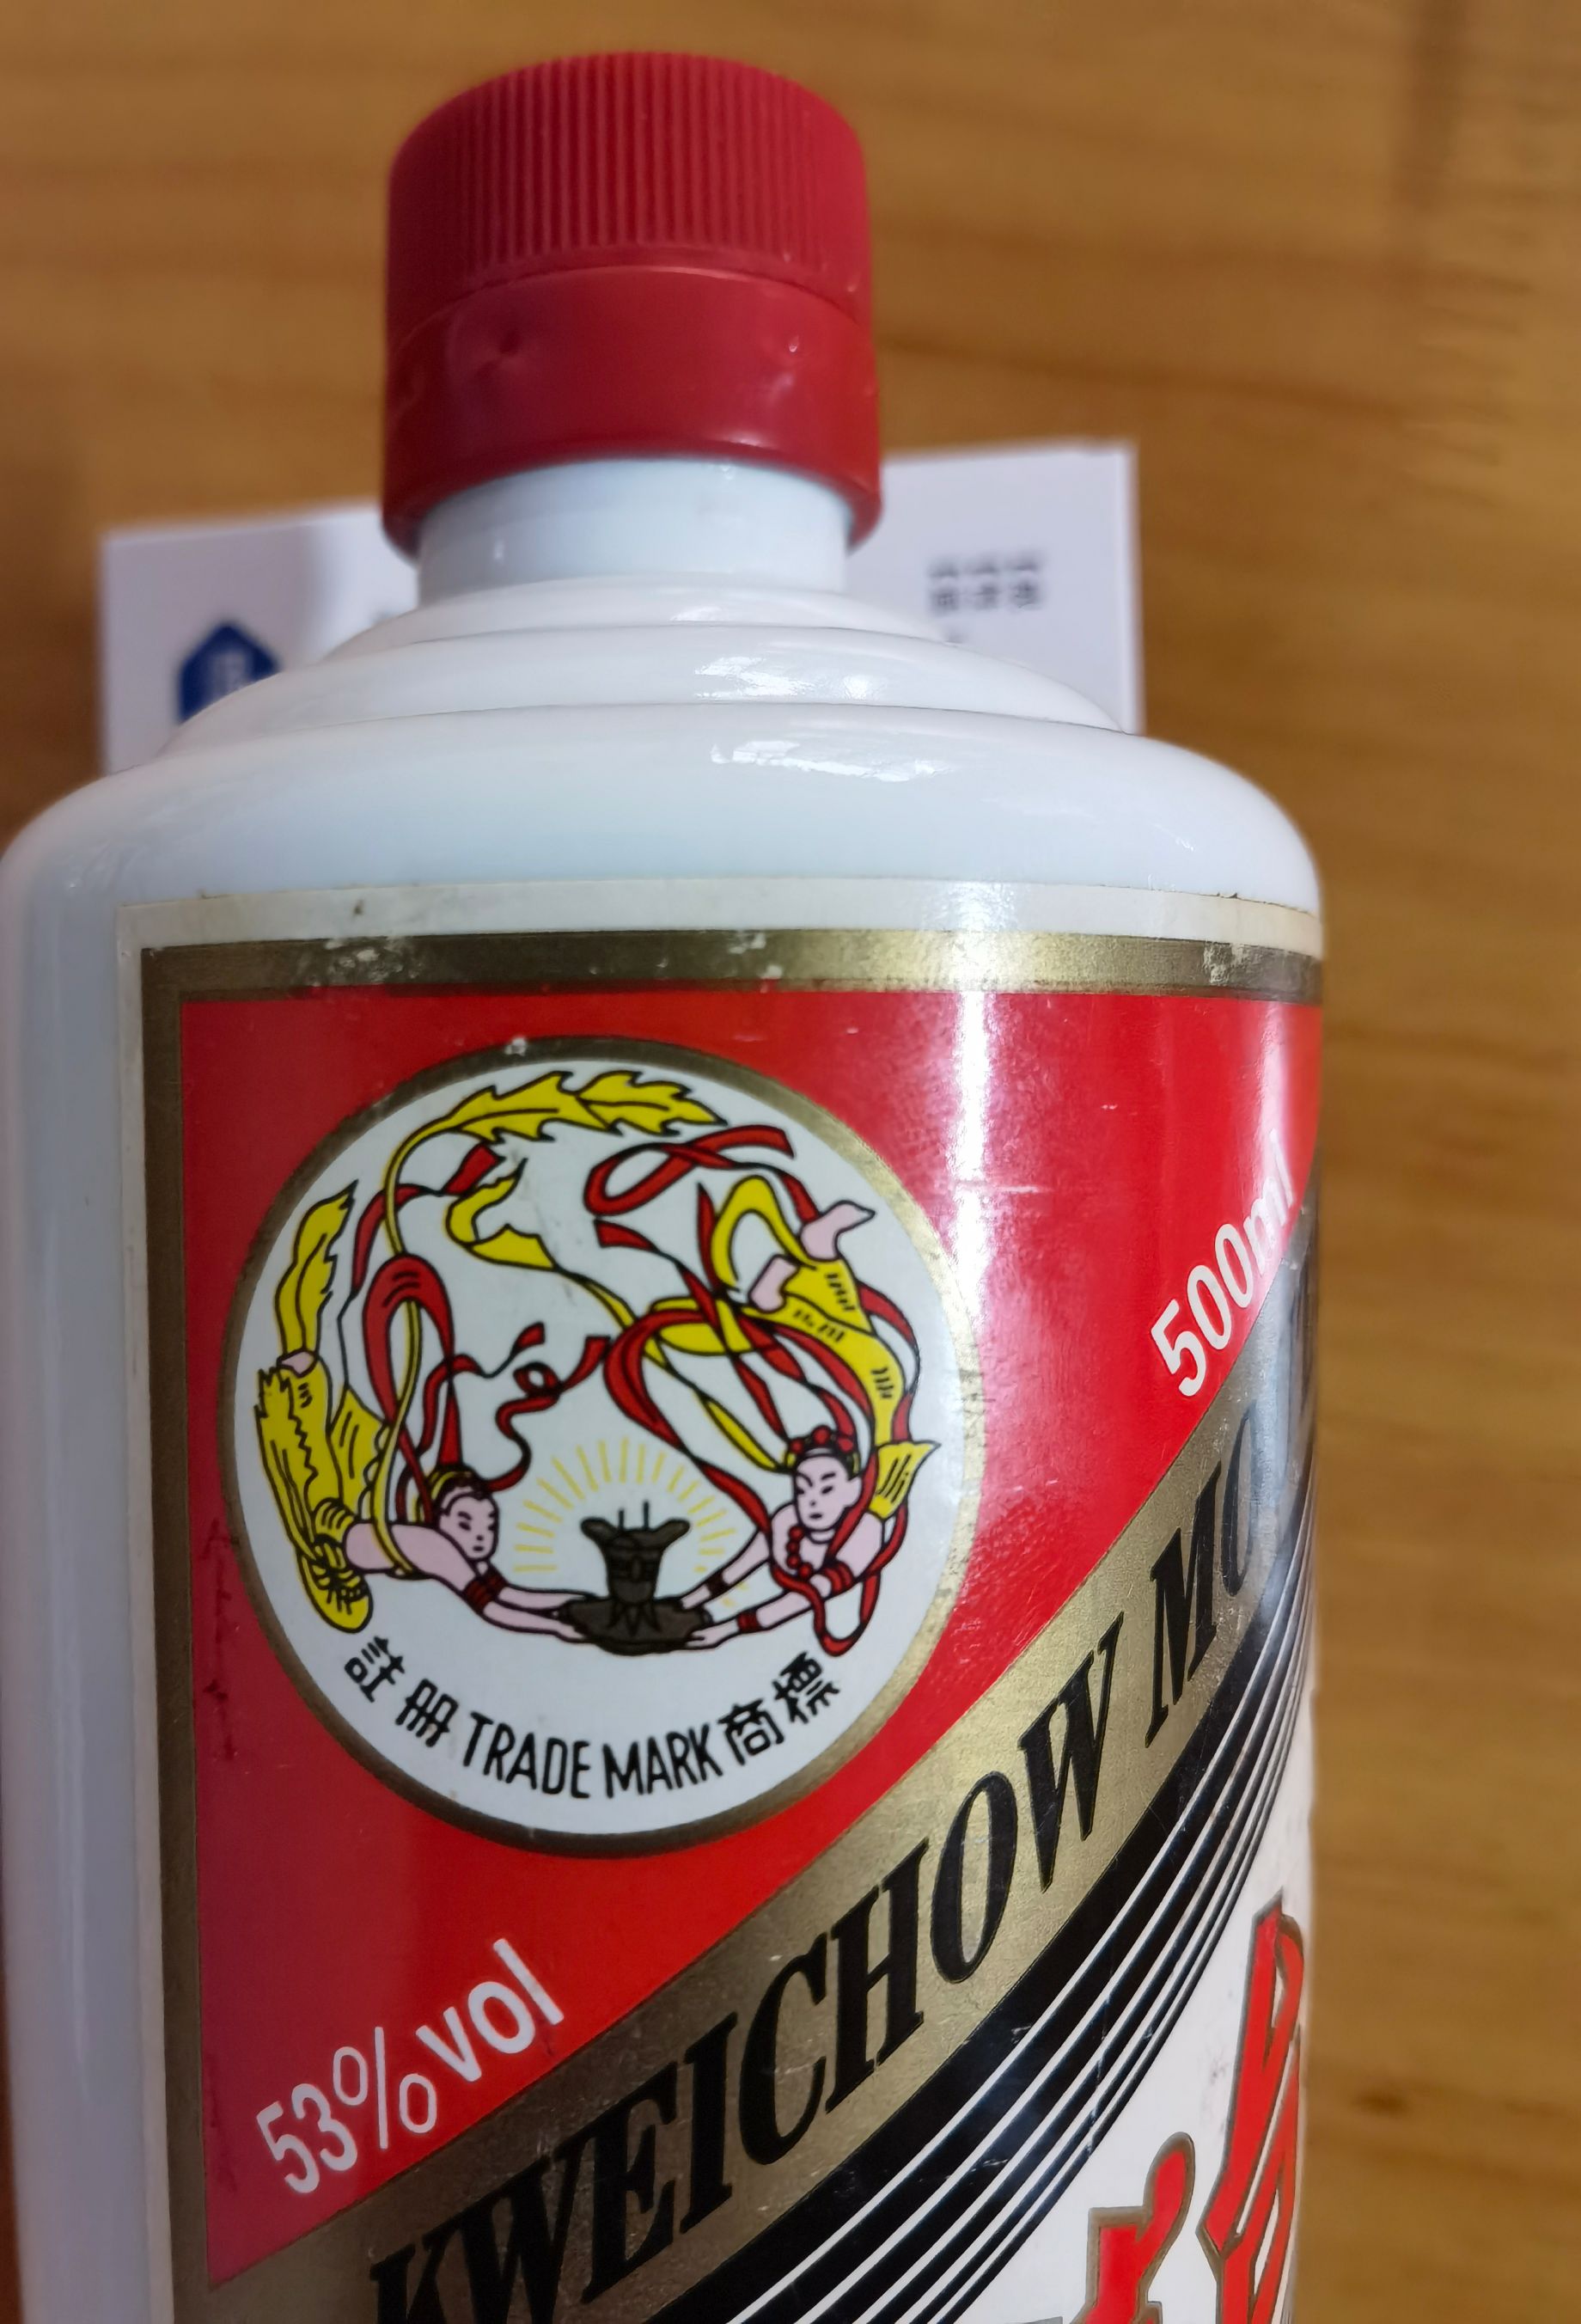 500ml
註册 TRADE MARK 商標
53% vol
KWEICHOW MO